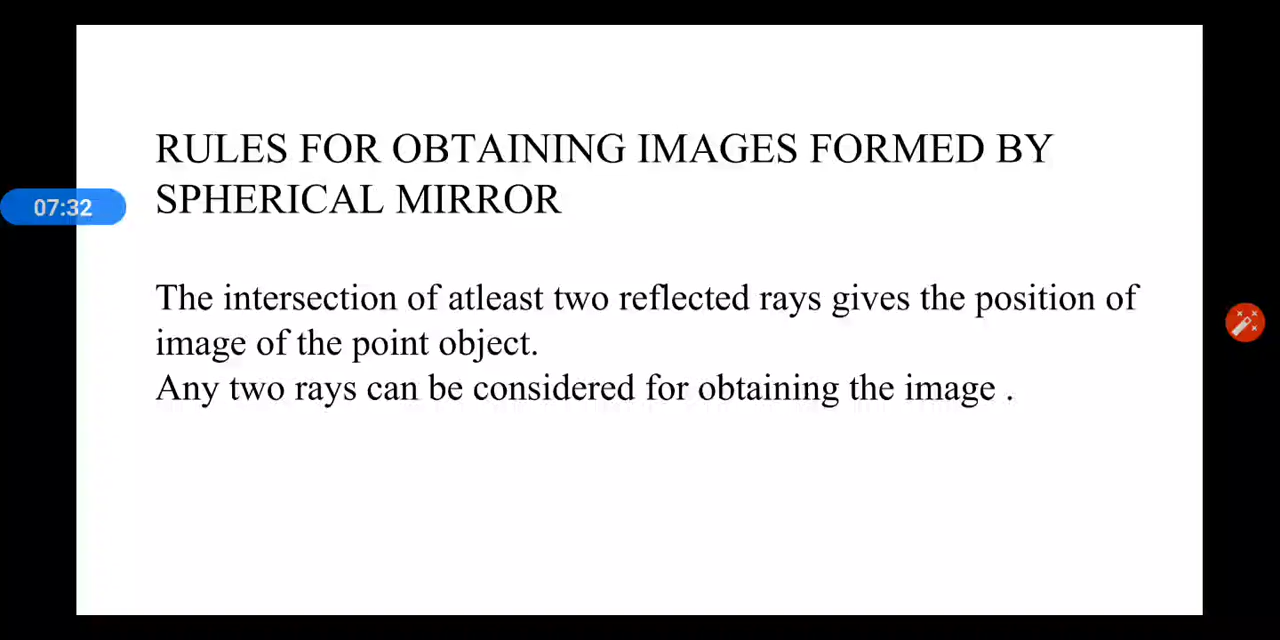 RULES FOR OBTAINING IMAGES FORMED BY
SPHERICAL MIRROR
07:32
The intersection of atleast two reflected rays gives the position of
image of the point object.
Any two rays can be considered for obtaining the image .